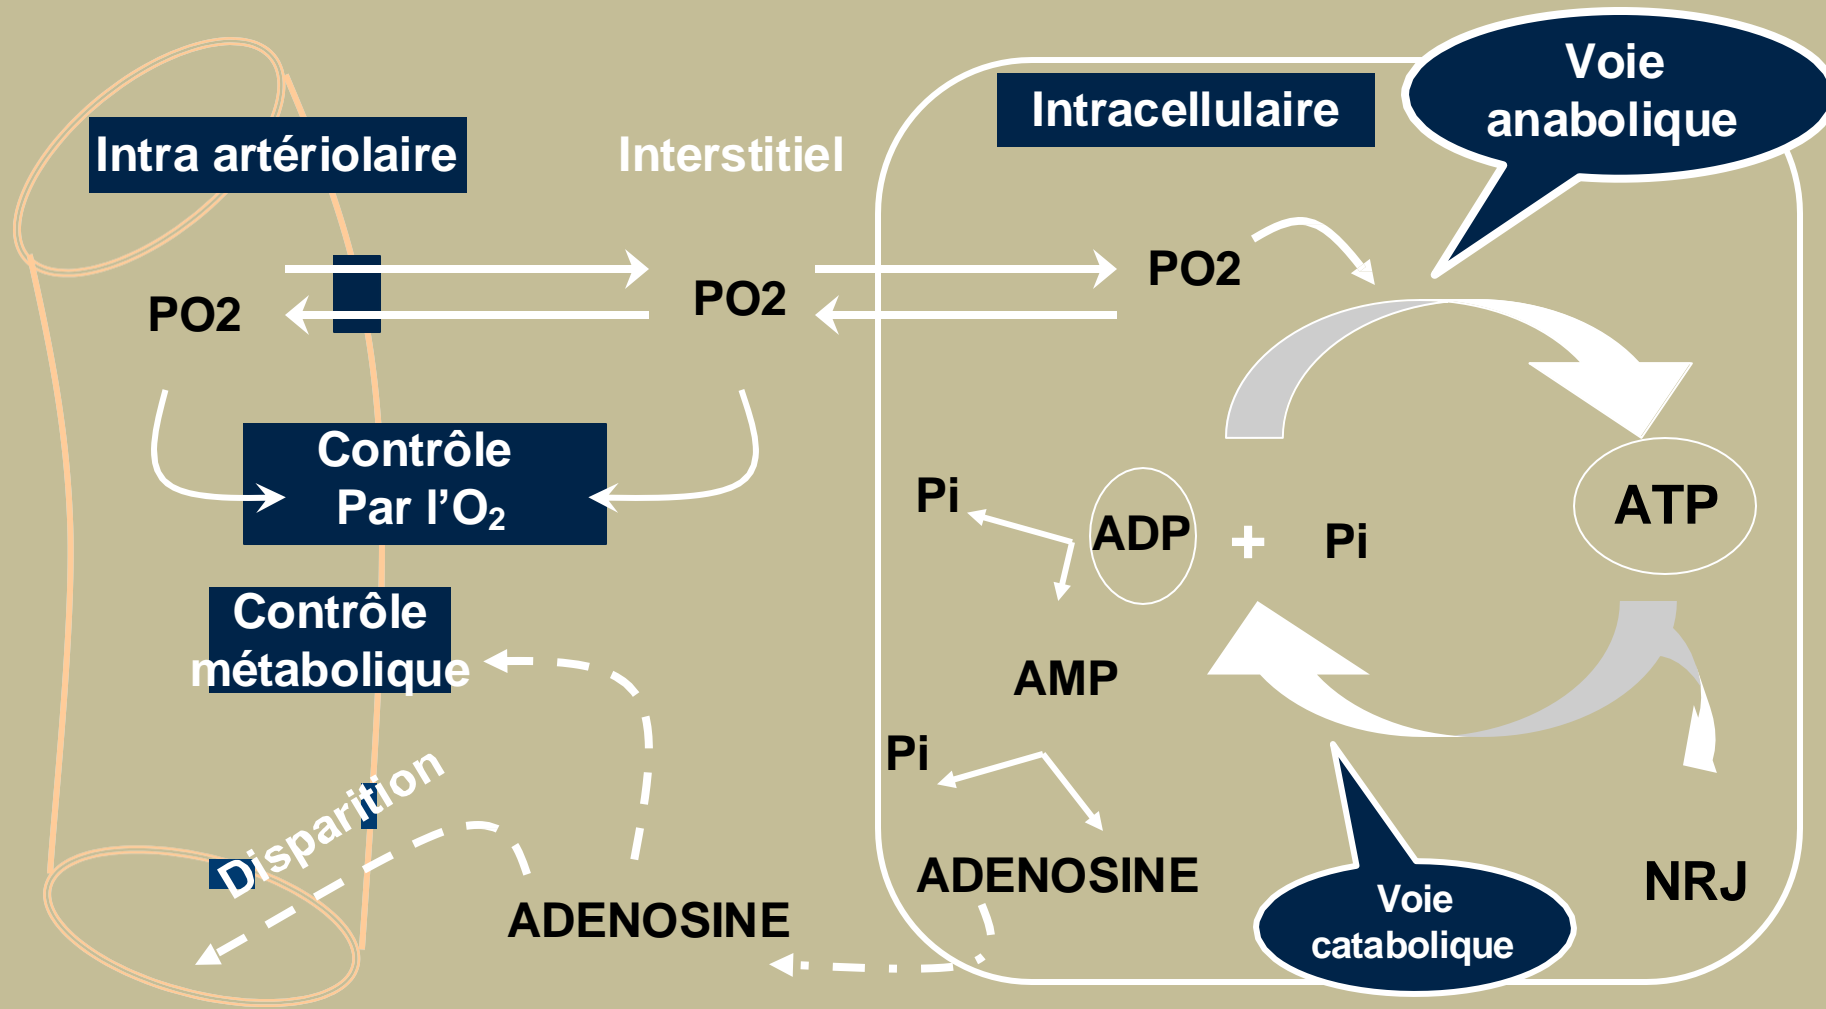 Voie
anabolique
Intracellulaire
Intra artériolaire
Interstitiel
PO2
PO2
PO2
Contrôle
Par l’O₂
Pi
ADP
+
Pi
ATP
Contrôle
métabolique
AMP
Pi
Disparition
ADENOSINE
ADENOSINE
Voie
catabolique
NRJ